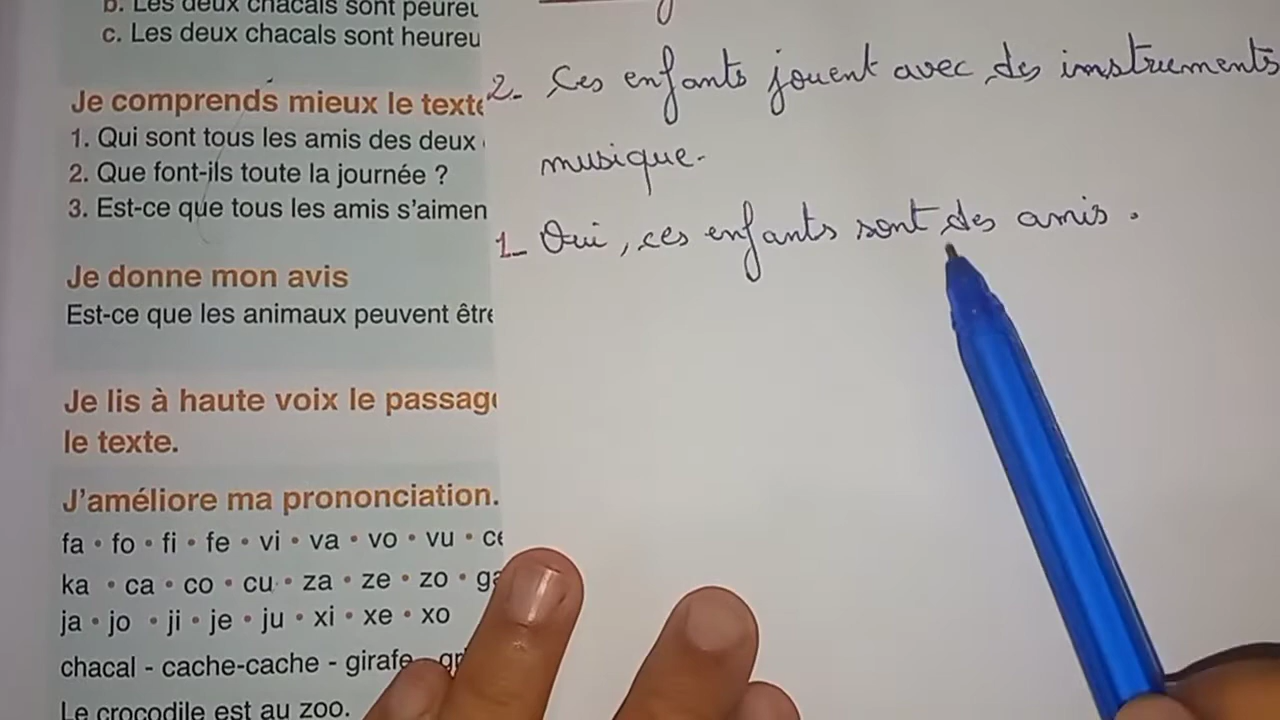 b. Les deux chacals sont
c. Les deux chacals sont heureu
Je comprends mieux le texte
1. Qui sont tous les amis des deux
2. Que font-ils toute la journée ?
3. Est-ce que tous les amis s'aimen
Je donne mon avis
Est-ce que les animaux peuvent être
Je lis à haute voix le passage
le texte.
J'améliore ma prononciation.
fa • fo • fi • fe • vi • va • vo • vu • ce
ka • ca • co • cu • za • ze • zo • ga
ja • jo • ji • je • ju • xi • xe • xo
chacal - cache-cache - girafe
Le crocodile est au zoo.
2- Ces enfants jouent avec des instruments
musique.
1- Oui, ces enfants sont des amis.